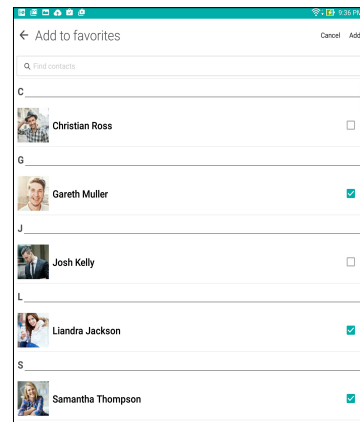 9:36 PM
Add to favorites
Cancel Add
Find contacts
C
Christian Ross
G
Gareth Muller
J
Josh Kelly
L
Liandra Jackson
S
Samantha Thompson